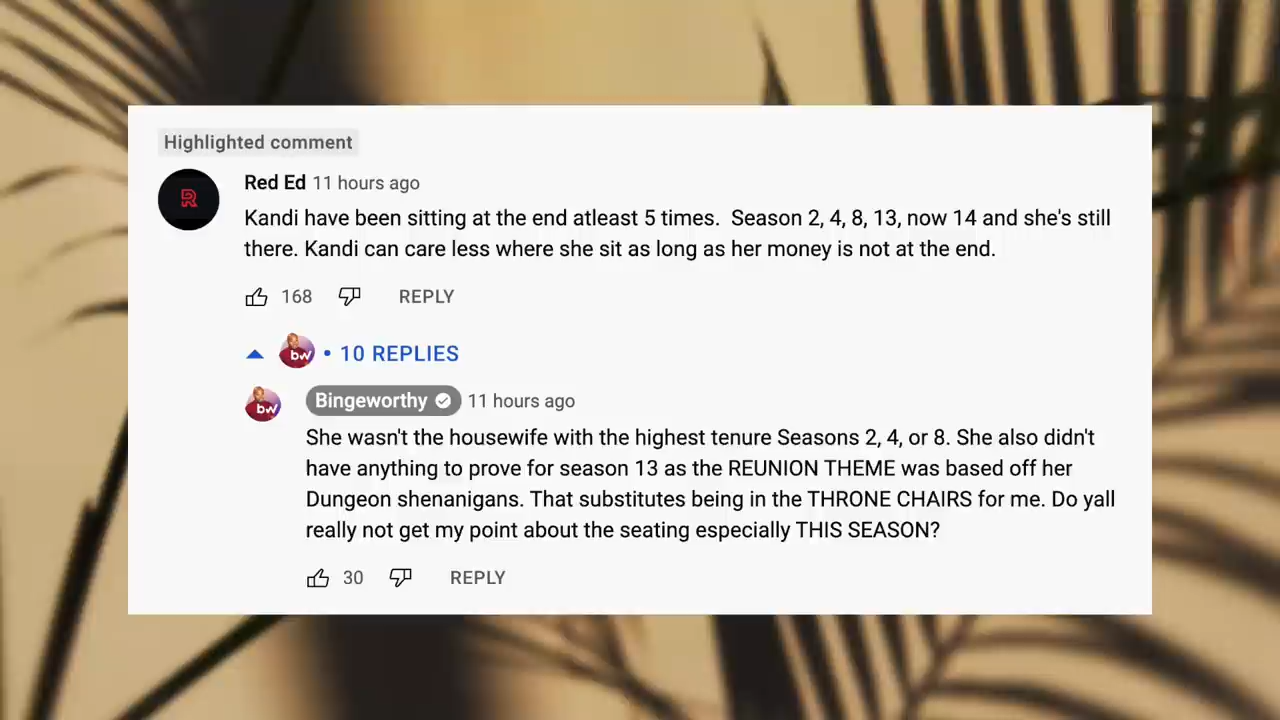 Highlighted comment
Red Ed 11 hours ago
Kandi have been sitting at the end atleast 5 times.  Season 2, 4, 8, 13, now 14 and she's still
there. Kandi can care less where she sit as long as her money is not at the end.
168 REPLY
bw • 10 REPLIES
bw Bingeworthy 11 hours ago
She wasn't the housewife with the highest tenure Seasons 2, 4, or 8. She also didn't
have anything to prove for season 13 as the REUNION THEME was based off her
Dungeon shenanigans. That substitutes being in the THRONE CHAIRS for me. Do yall
really not get my point about the seating especially THIS SEASON?
30 REPLY